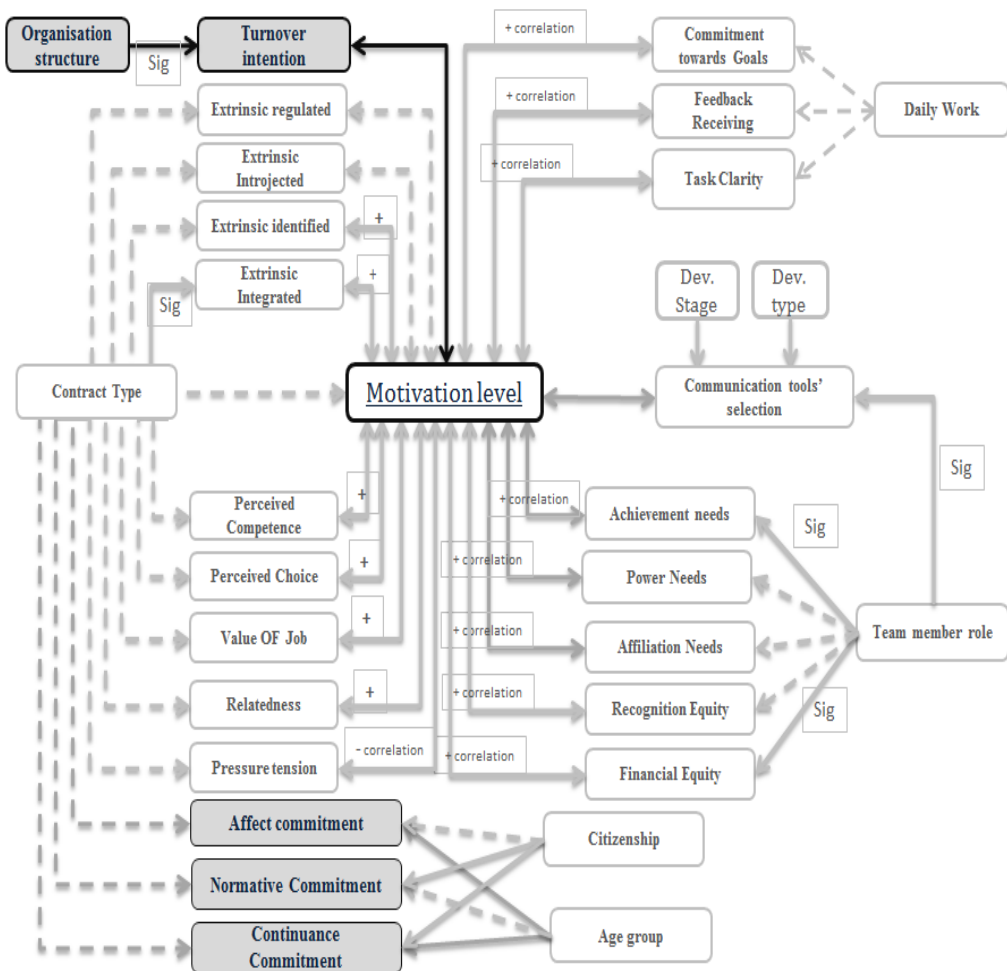 Organisation
structure
Sig
Turnover
intention
+ correlation
Commitment
towards Goals
Extrinsic regulated
+ correlation
Feedback
Receiving
Daily Work
Extrinsic
Introjected
+ correlation
Task Clarity
Extrinsic identified
+
Extrinsic
Integrated
+
Sig
Dev.
Stage
Dev.
type
Contract Type
Motivation level
Communication tools'
selection
Sig
Perceived
Competence
+
+ correlation
Achievement needs
Sig
Perceived Choice
+
+ correlation
Power Needs
Value OF Job
+
+ correlation
Affiliation Needs
Team member role
Relatedness
+
+ correlation
Recognition Equity
Sig
Pressure tension
- correlation
+ correlation
Financial Equity
Affect commitment
Citizenship
Normative Commitment
Continuance
Commitment
Age group